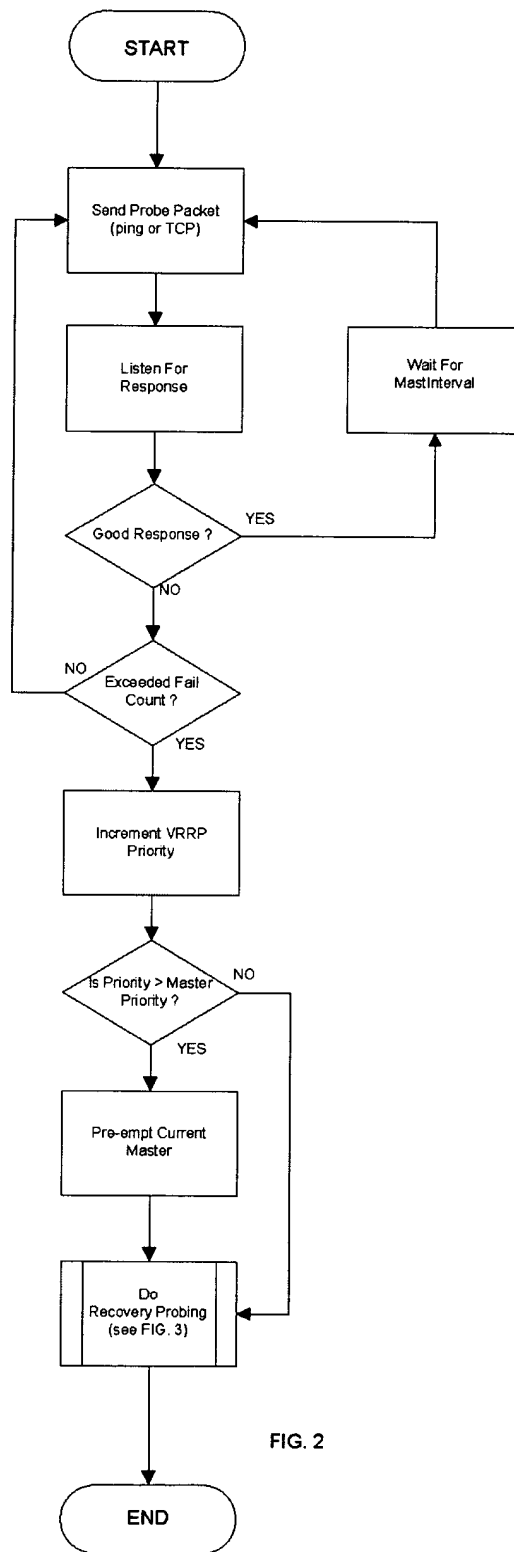 START
Send Probe Packet
(ping or TCP)
Listen For
Response
Wait For
MastInterval
Good Response ?
YES
NO
NO
Exceeded Fail
Count ?
YES
Increment VRRP
Priority
Is Priority > Master
Priority ?
NO
YES
Pre-empt Current
Master
Do
Recovery Probing
(see FIG. 3)
FIG. 2
END